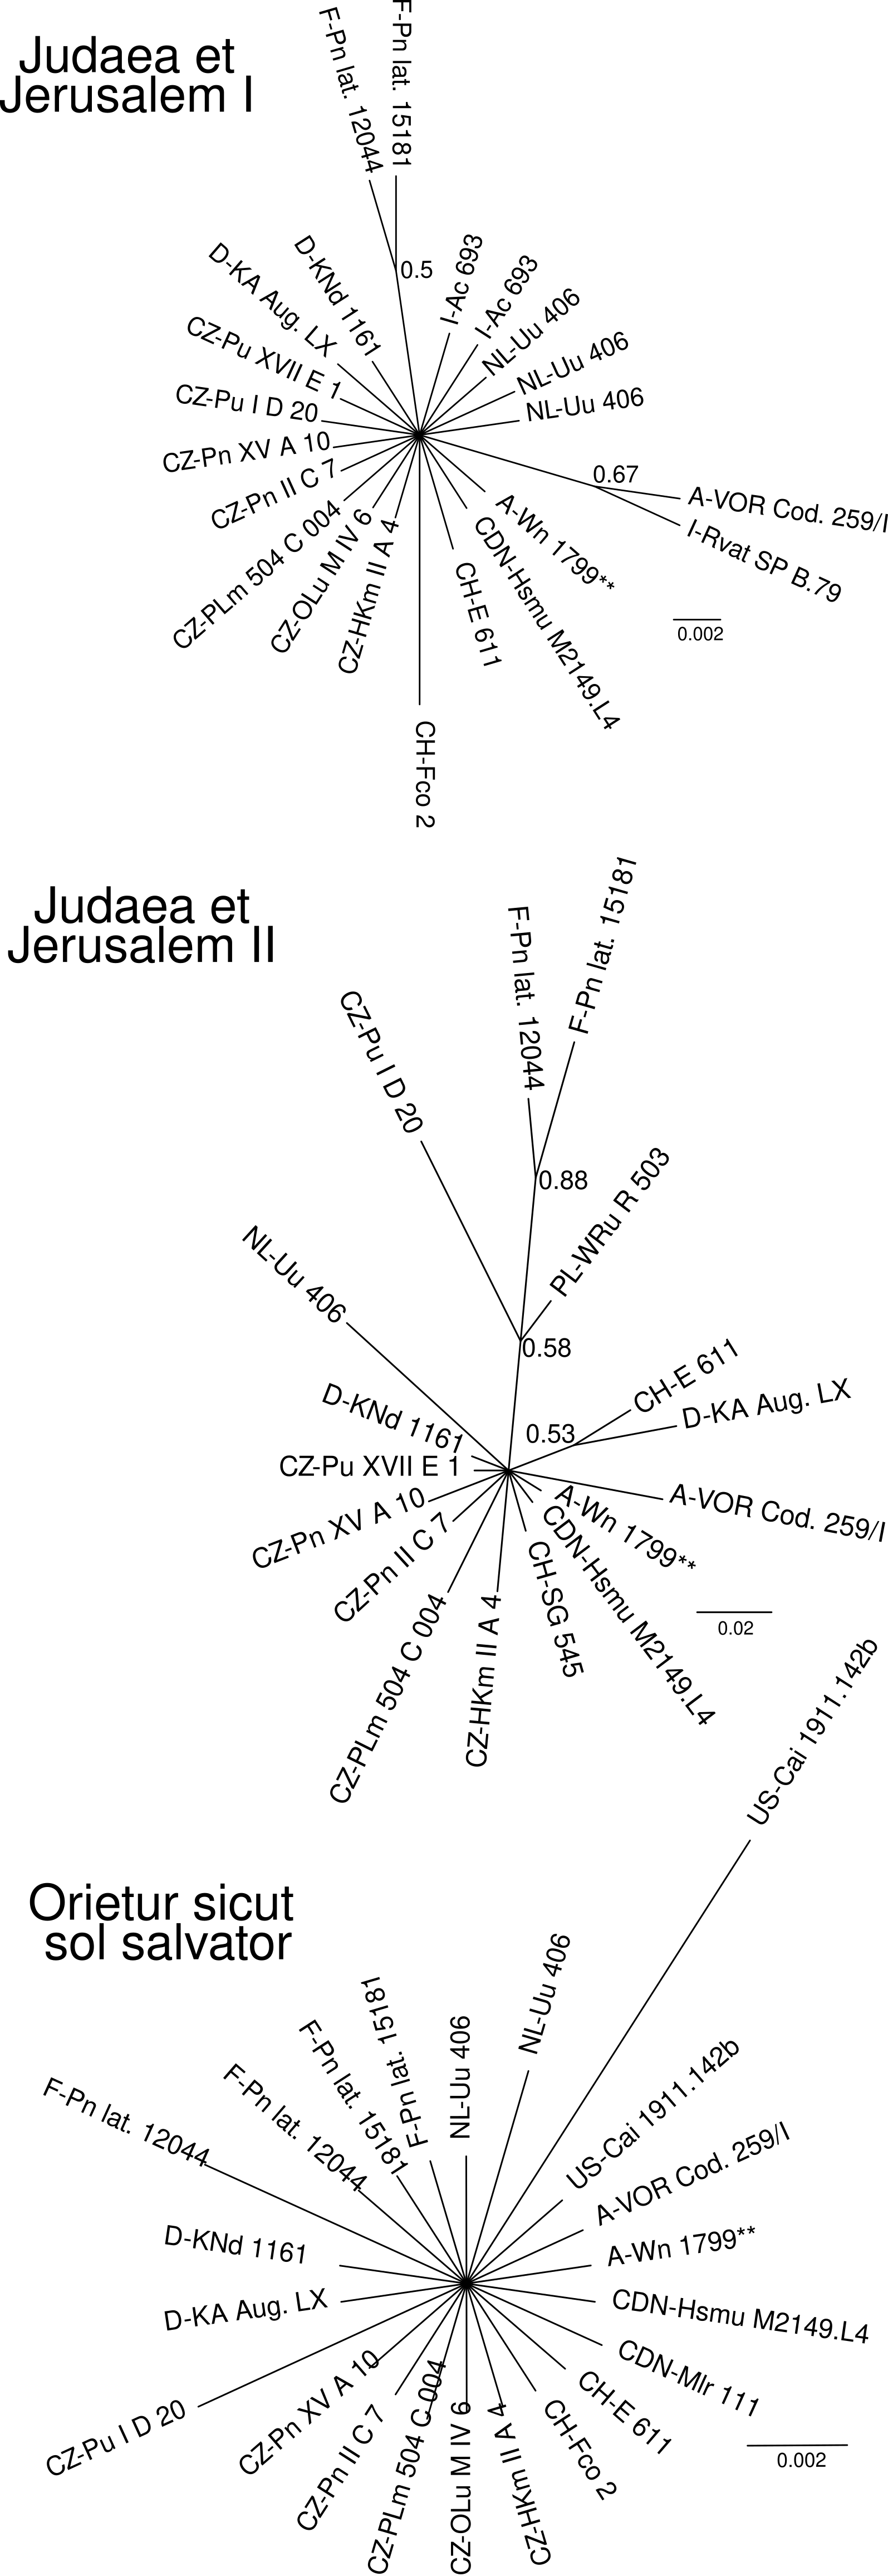 Judaea et
Jerusalem I
F-Pn lat. 12044
F-Pn lat. 15181
0.5
D-KNd 1161
D-KA Aug. LX
CZ-Pu XVII E 1
CZ-Pu I D 20
CZ-Pn XV A 10
CZ-Pn II C 7
CZ-PLm 504 C 004
CZ-OLu M IV 6
CZ-HKm II A 4
CH-Fco 2
CH-E 611
CDN-Hsmu M2149.L4
A-Wn 1799**
I-Ac 693
I-Ac 693
NL-Uu 406
NL-Uu 406
NL-Uu 406
0.67
A-VOR Cod. 259/I
I-Rvat SP B.79
0.002
Judaea et
Jerusalem II
F-Pn lat. 12044
F-Pn lat. 15181
CZ-Pu I D 20
0.88
PL-WRu R 503
0.58
NL-Uu 406
CH-E 611
D-KA Aug. LX
0.53
D-KNd 1161
CZ-Pu XVII E 1
CZ-Pn XV A 10
CZ-Pn II C 7
CZ-PLm 504 C 004
CZ-HKm II A 4
CH-SG 545
CDN-Hsmu M2149.L4
A-Wn 1799**
A-VOR Cod. 259/I
0.02
Orietur sicut
sol salvator
US-Cai 1911.142b
NL-Uu 406
NL-Uu 406
F-Pn lat. 15181
F-Pn lat. 15181
F-Pn lat. 12044
F-Pn lat. 12044
D-KNd 1161
D-KA Aug. LX
CZ-Pu I D 20
CZ-Pn XV A 10
CZ-Pn II C 7
CZ-PLm 504 C 004
CZ-OLu M IV 6
CZ-HKm II A 4
CH-Fco 2
CH-E 611
CDN-Mlr 111
CDN-Hsmu M2149.L4
A-Wn 1799**
A-VOR Cod. 259/I
US-Cai 1911.142b
0.002